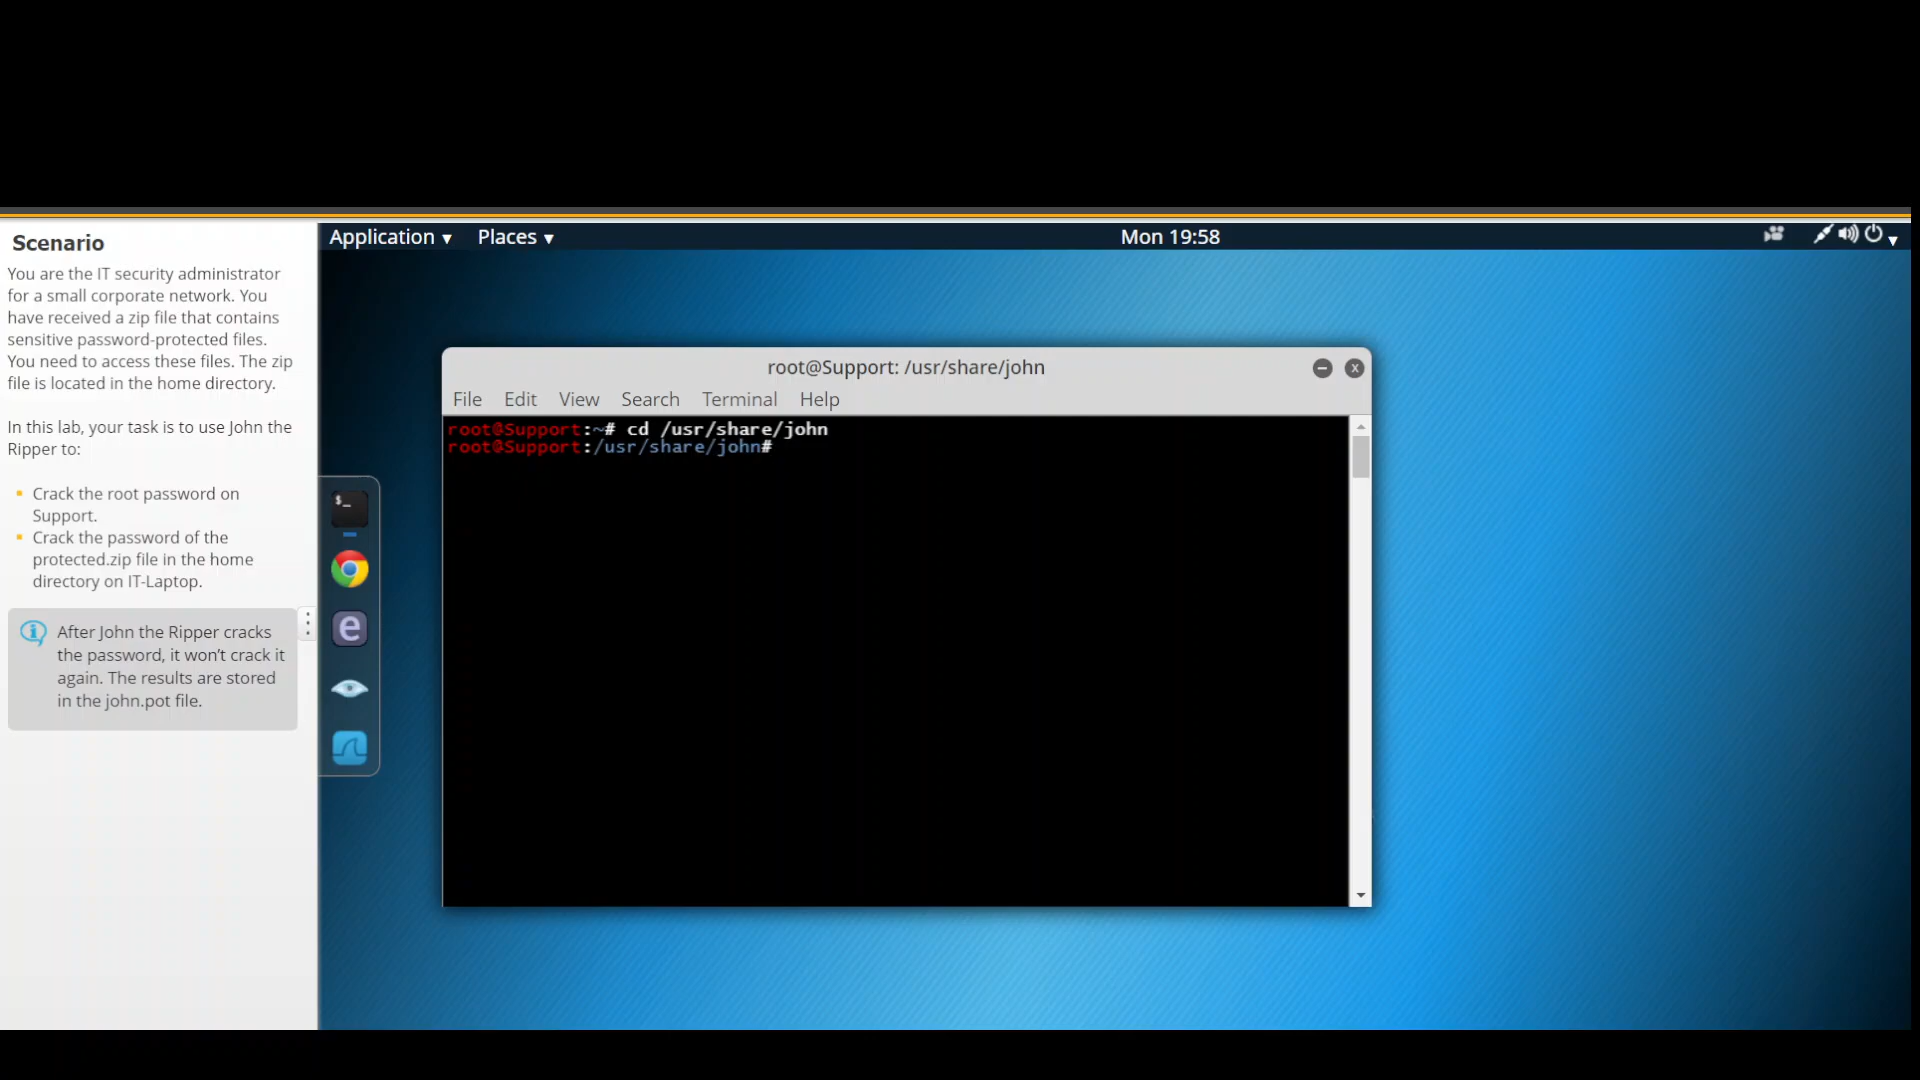 Scenario
You are the IT security administrator
for a small corporate network. You
have received a zip file that contains
sensitive password-protected files.
You need to access these files. The zip
file is located in the home directory.
In this lab, your task is to use John the
Ripper to:
Crack the root password on
Support.
Crack the password of the
protected.zip file in the home
directory on IT-Laptop.
After John the Ripper cracks
the password, it won't crack it
again. The results are stored
in the john.pot file.
Application ▾ Places ▾ Mon 19:58
root@Support: /usr/share/john
File Edit View Search Terminal Help
root@Support:~# cd /usr/share/john
root@Support:/usr/share/john#
$_
e